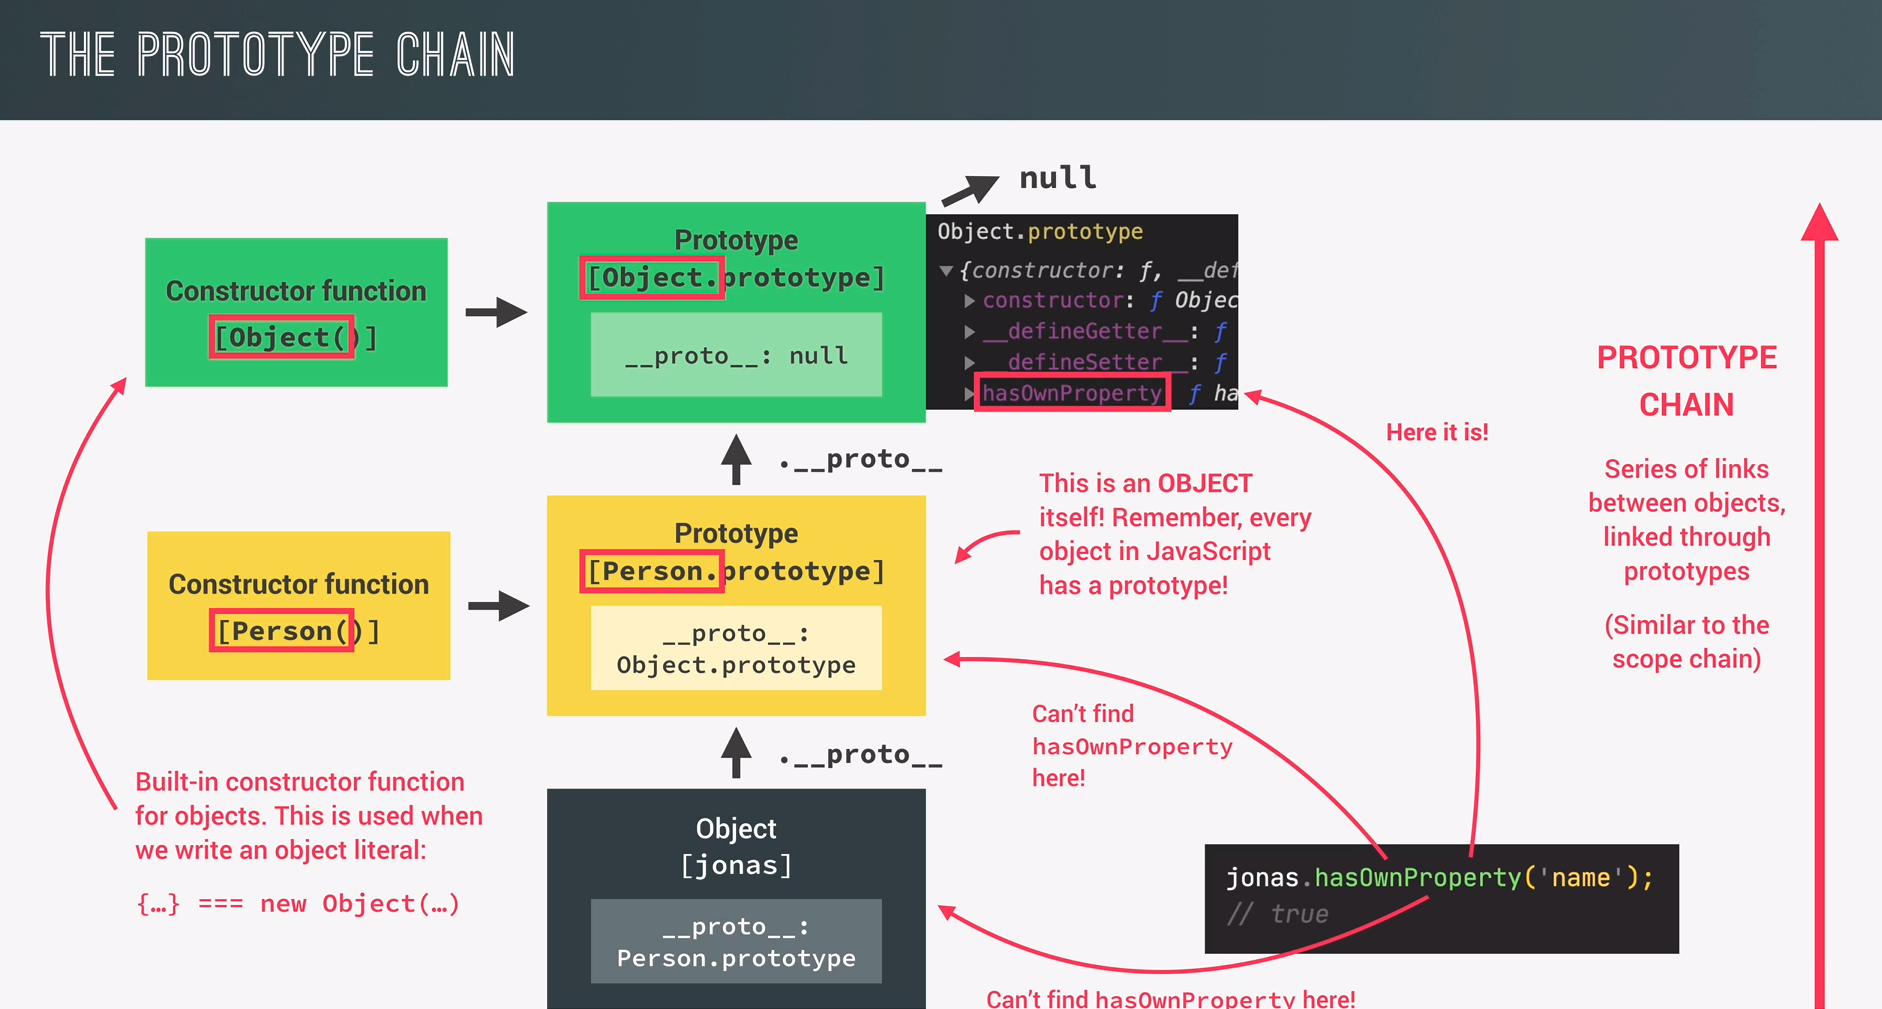 THE PROTOTYPE CHAIN
null
Prototype
[Object.prototype]
__proto__: null
Constructor function
[Object()]
Object.prototype
{constructor: ƒ, __def
constructor: ƒ Objec
__defineGetter__: ƒ
__defineSetter__: ƒ
hasOwnProperty ƒ ha
.__proto__
Here it is!
PROTOTYPE
CHAIN
Series of links
between objects,
linked through
prototypes
(Similar to the
scope chain)
This is an OBJECT
itself! Remember, every
object in JavaScript
has a prototype!
Constructor function
[Person()]
Prototype
[Person.prototype]
__proto__:
Object.prototype
.__proto__
Can’t find
hasOwnProperty
here!
Built-in constructor function
for objects. This is used when
we write an object literal:
{…} === new Object(…)
Object
[jonas]
__proto__:
Person.prototype
jonas.hasOwnProperty('name');
// true
Can’t find hasOwnProperty here!